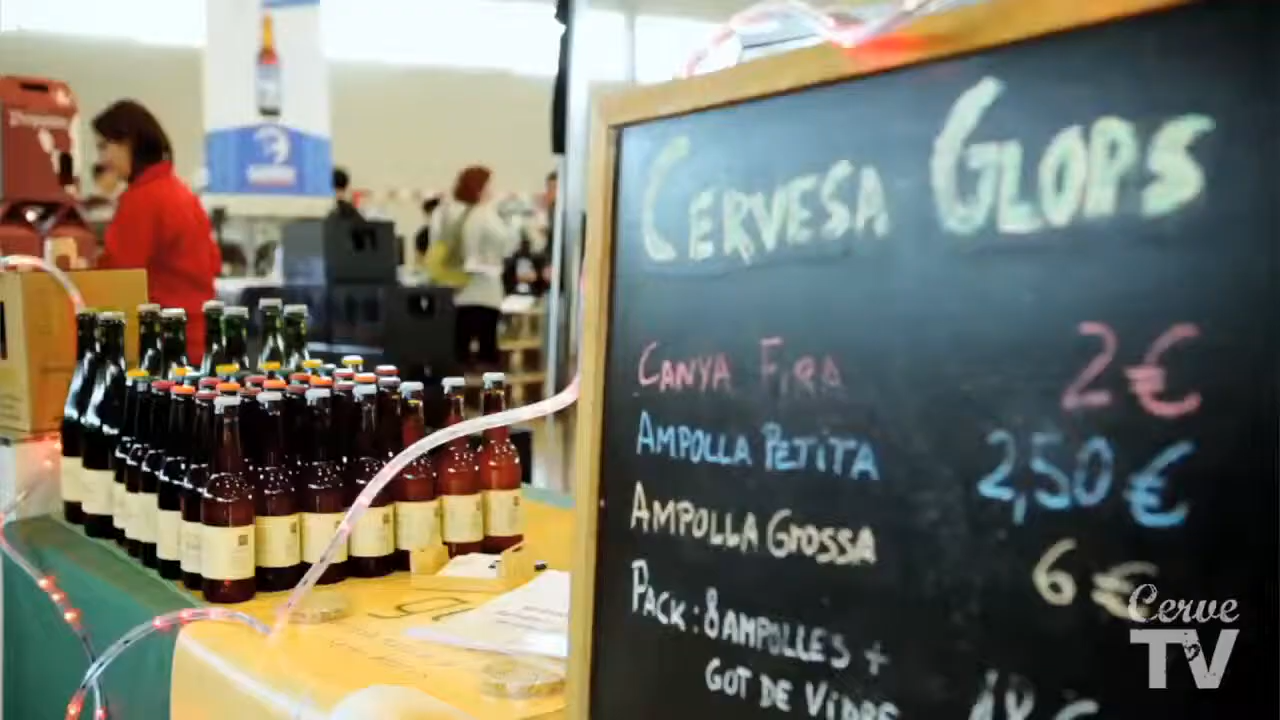 CERVESA GLOPS
CANYA FIRA 2€
AMPOLLA PETITA 2,50€
AMPOLLA GROSSA 6€
PACK: 8 AMPOLLES +
GOT DE VIDRE 18€
Cerve
TV